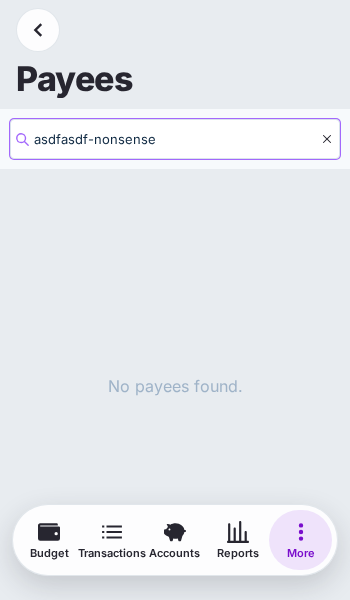 Payees
asdfasdf-nonsense
No payees found.
Budget Transactions Accounts Reports More